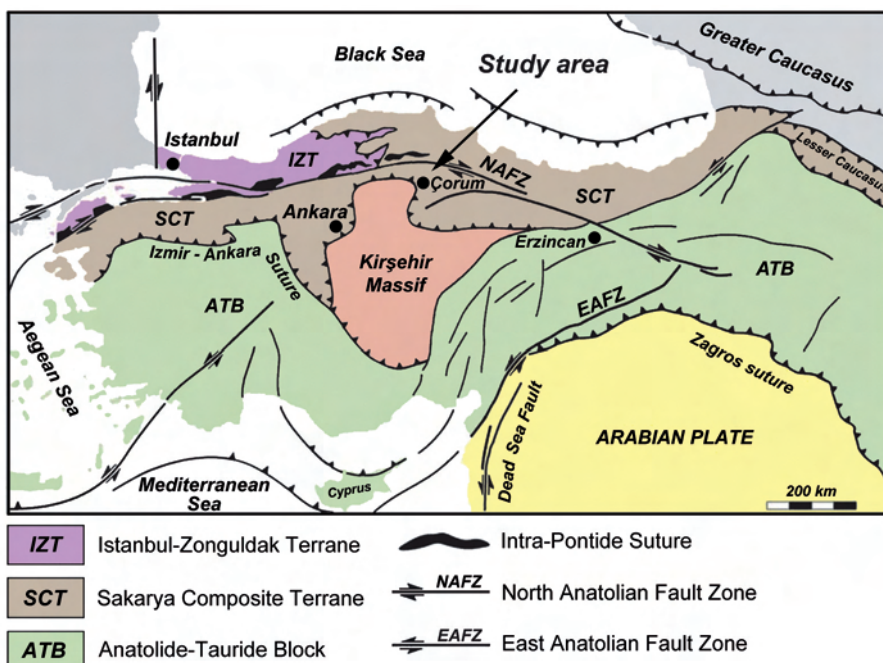 Black Sea
Greater Caucasus
Study area
Istanbul
IZT
NAFZ
Lesser Caucasus
Çorum
SCT
SCT
Ankara
Erzincan
Izmir - Ankara
suture
Kirşehir
Massif
ATB
ATB
EAFZ
Aegean Sea
Zagros suture
Dead Sea Fault
ARABIAN PLATE
Mediterranean
Sea
Cyprus
200 km
IZT Istanbul-Zonguldak Terrane
Intra-Pontide Suture
SCT Sakarya Composite Terrane
NAFZ North Anatolian Fault Zone
ATB Anatolide-Tauride Block
EAFZ East Anatolian Fault Zone